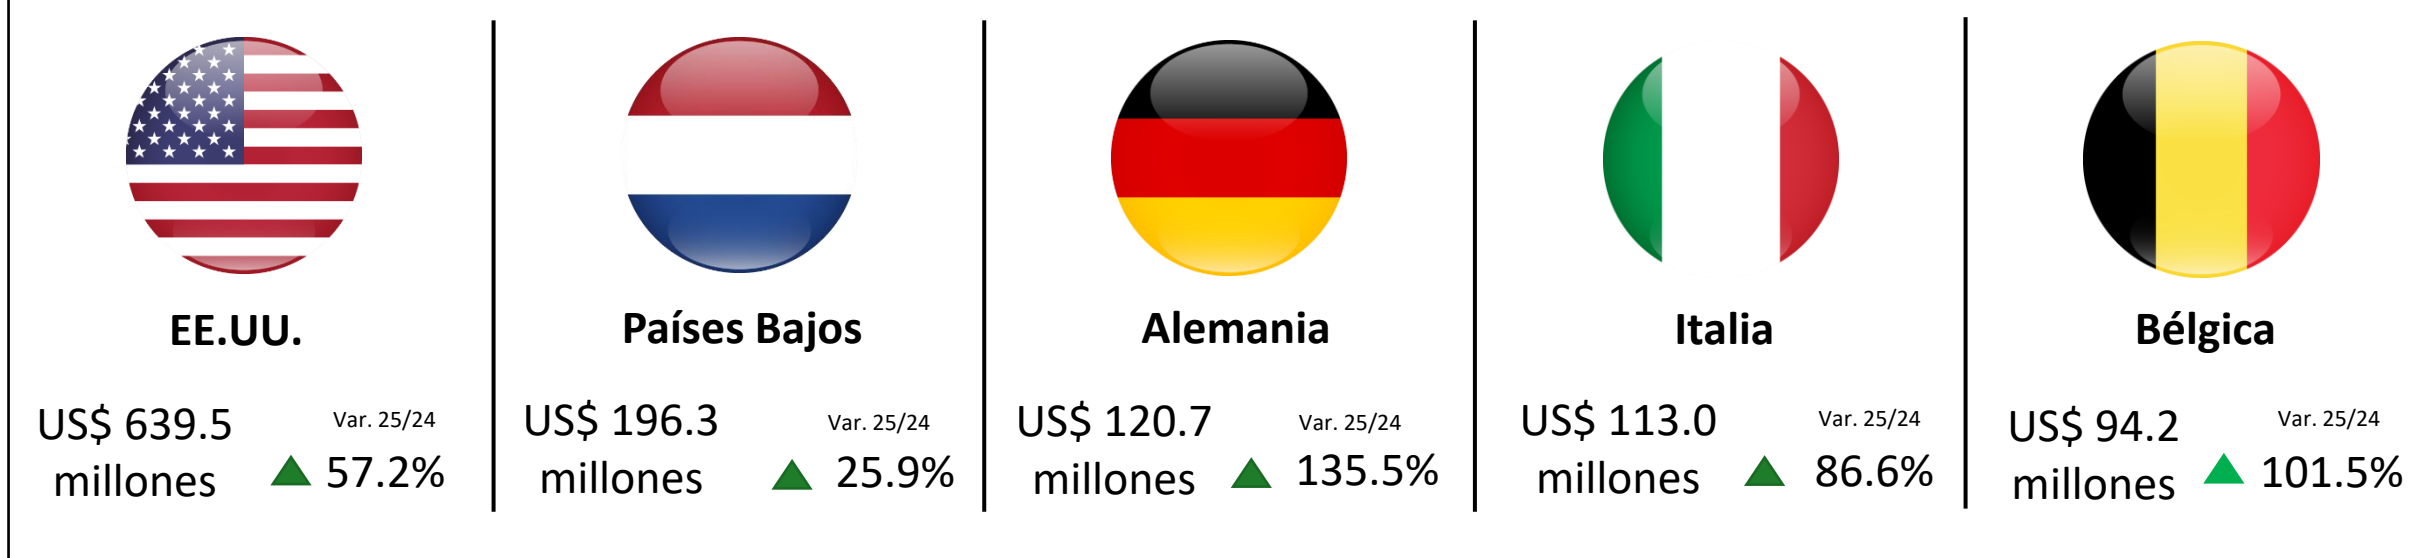 EE.UU.
US$ 639.5
millones
Var. 25/24
57.2%
Países Bajos
US$ 196.3
millones
Var. 25/24
25.9%
Alemania
US$ 120.7
millones
Var. 25/24
135.5%
Italia
US$ 113.0
millones
Var. 25/24
86.6%
Bélgica
US$ 94.2
millones
Var. 25/24
101.5%